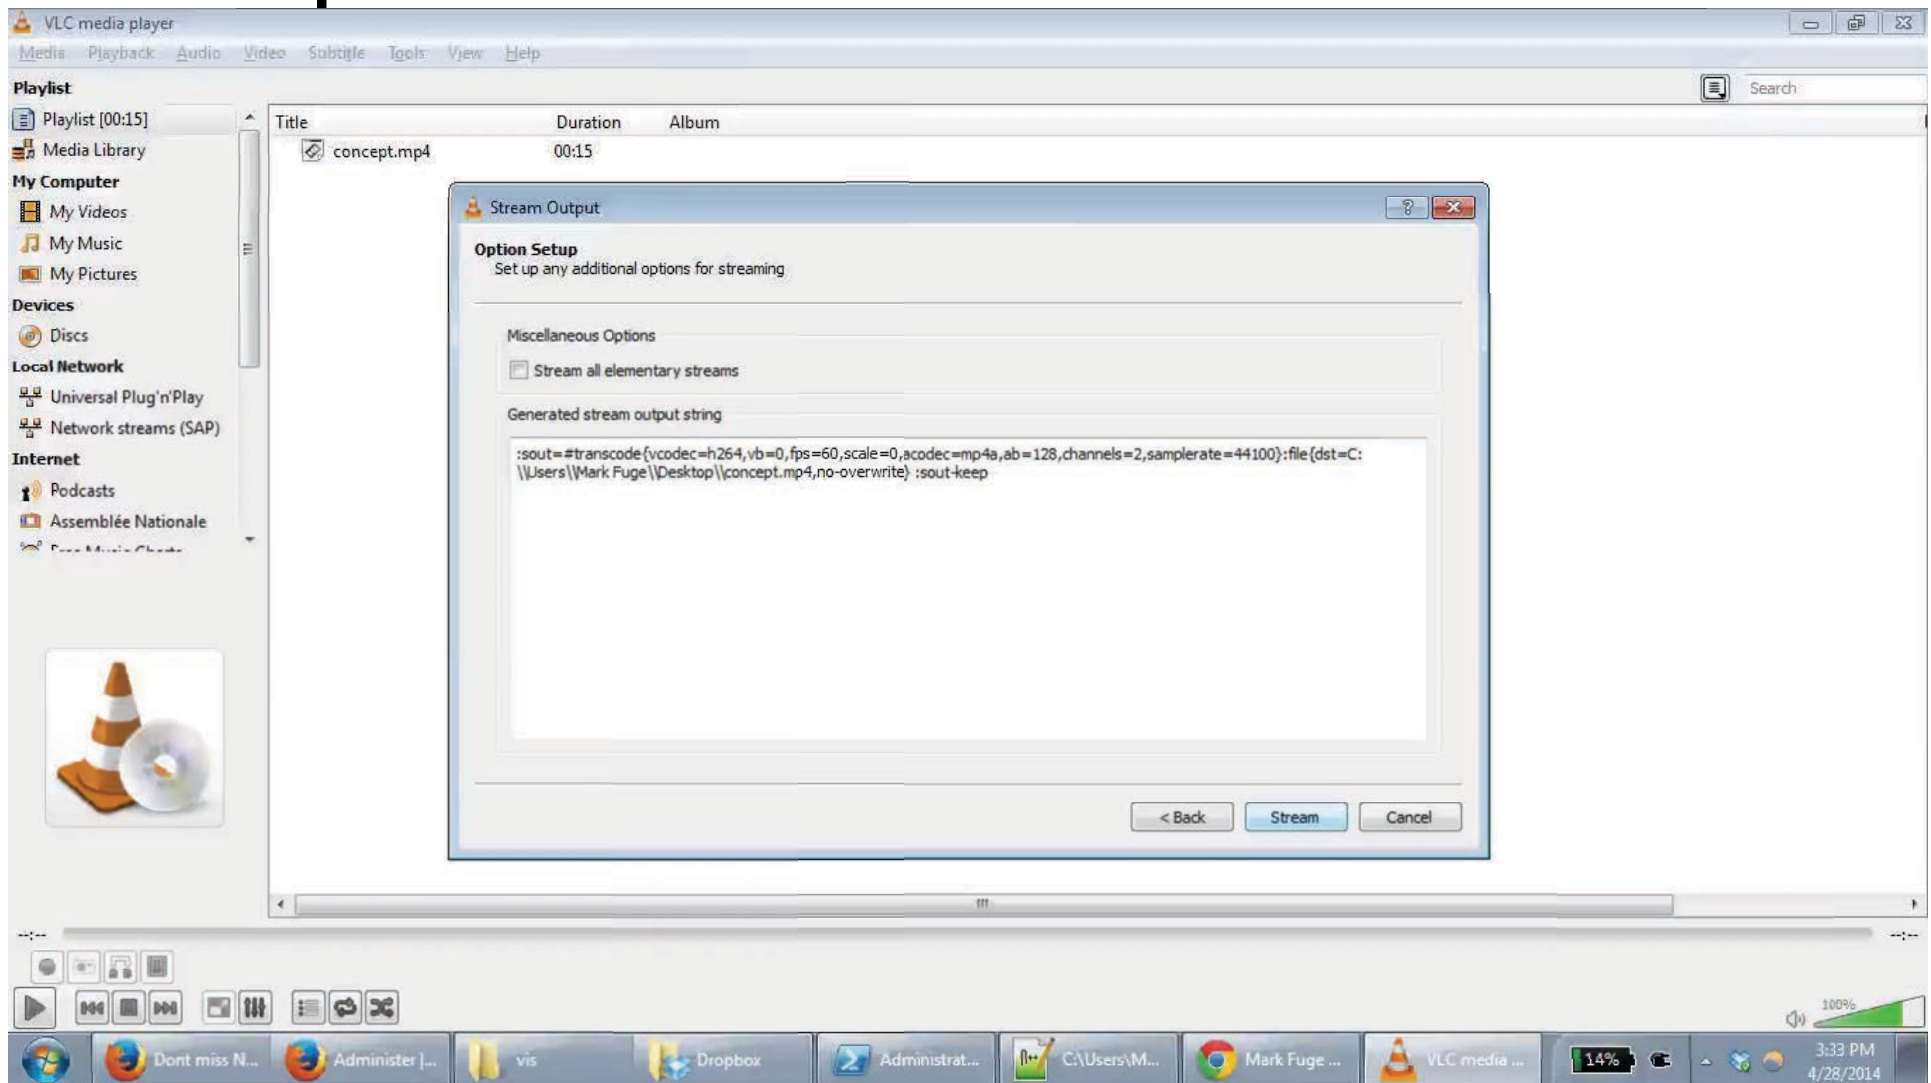 VLC media player
Media Playback Audio Video Subtitle Tools View Help
Playlist
Search
Playlist [00:15]
Media Library
My Computer
My Videos
My Music
My Pictures
Devices
Discs
Local Network
Universal Plug'n'Play
Network streams (SAP)
Internet
Podcasts
Assemblée Nationale
Free Music Charts
Title Duration Album
concept.mp4 00:15
Stream Output
Option Setup
Set up any additional options for streaming
Miscellaneous Options
Stream all elementary streams
Generated stream output string
:sout=#transcode{vcodec=h264,vb=0,fps=60,scale=0,acodec=mp4a,ab=128,channels=2,samplerate=44100}:file{dst=C:
\\Users\\Mark Fuge\\Desktop\\concept.mp4,no-overwrite} :sout-keep
< Back Stream Cancel
--:-- --:--
100%
Dont miss N... Administer J... vis Dropbox Administrat... C:\Users\M... Mark Fuge ... VLC media ... 14% 3:33 PM
4/28/2014